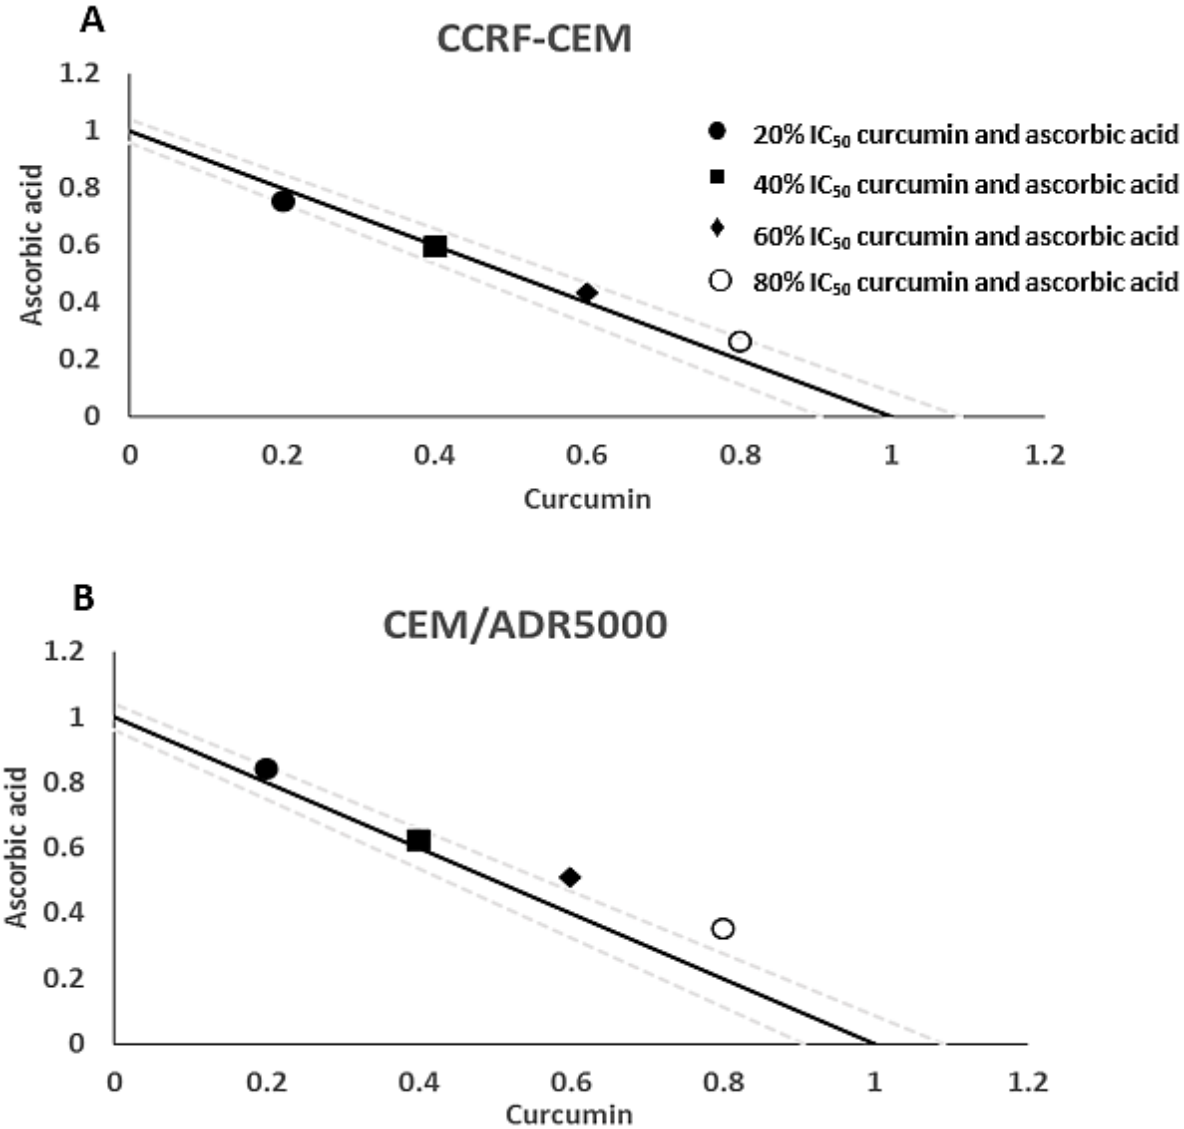 A
CCRF-CEM
1.2
1
0.8
0.6
0.4
0.2
0
Ascorbic acid
0 0.2 0.4 0.6 0.8 1 1.2
Curcumin
20% IC50 curcumin and ascorbic acid
40% IC50 curcumin and ascorbic acid
60% IC50 curcumin and ascorbic acid
80% IC50 curcumin and ascorbic acid
B
CEM/ADR5000
1.2
1
0.8
0.6
0.4
0.2
0
Ascorbic acid
0 0.2 0.4 0.6 0.8 1 1.2
Curcumin